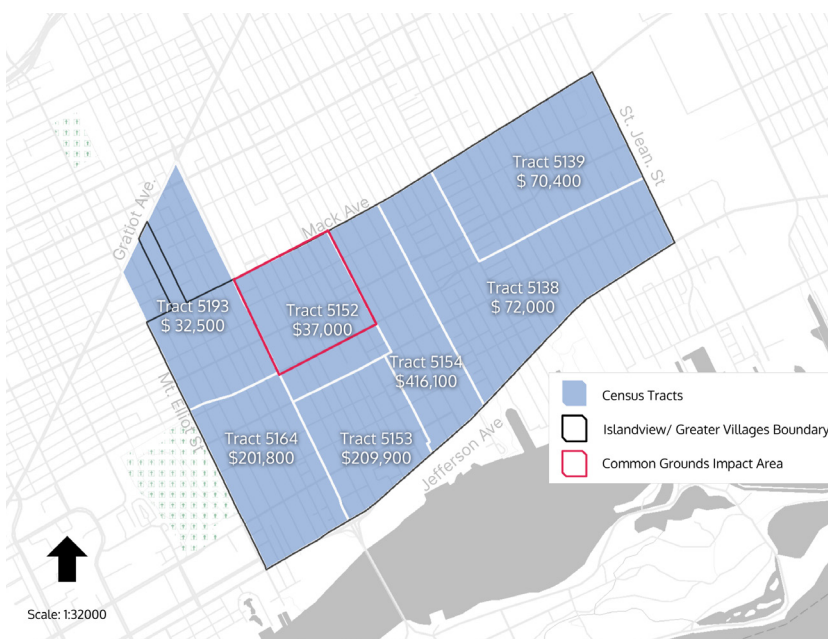 Tract 5139
$ 70,400
St. Jean. St
Gratiot Ave.
Mack Ave
Tract 5138
$ 72,000
Tract 5193
$ 32,500
Tract 5152
$37,000
Tract 5154
$416,100
Mt. Elliot St.
Tract 5164
$201,800
Tract 5153
$209,900
Jefferson Ave
Census Tracts
Islandview/ Greater Villages Boundary
Common Grounds Impact Area
Scale: 1:32000